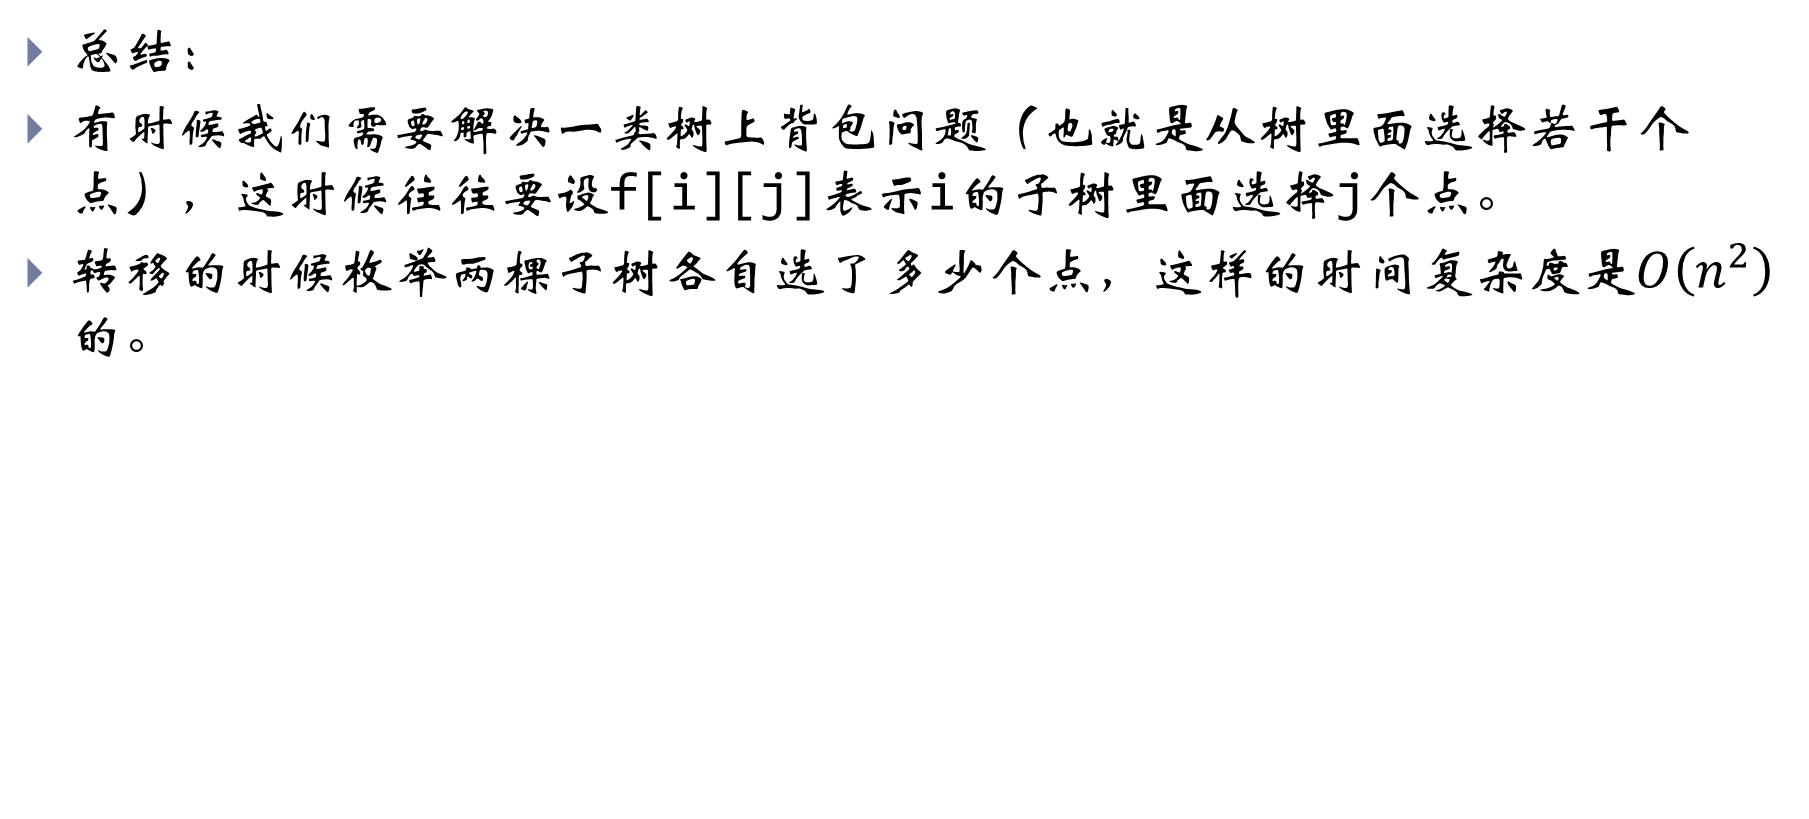 总结：
有时候我们需要解决一类树上背包问题（也就是从树里面选择若干个
点），这时候往往要设f[i][j]表示i的子树里面选择j个点。
转移的时候枚举两棵子树各自选了多少个点，这样的时间复杂度是O(n²)
的。